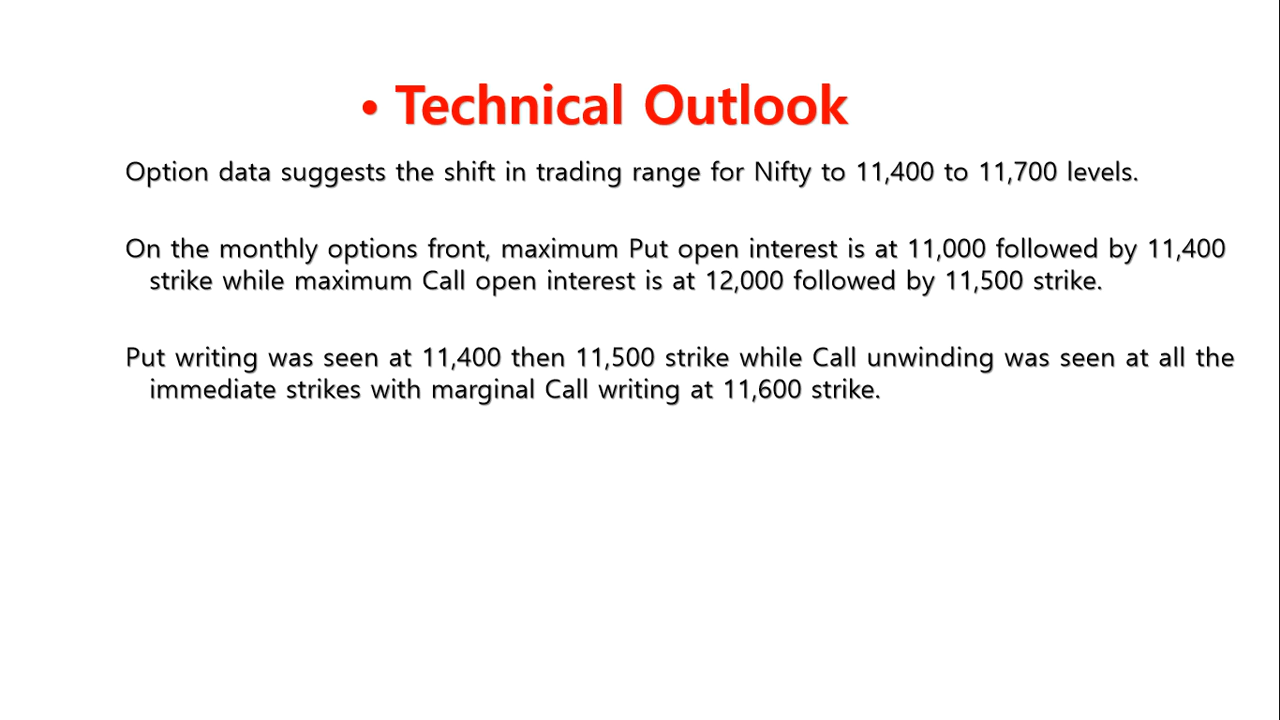 • Technical Outlook
Option data suggests the shift in trading range for Nifty to 11,400 to 11,700 levels.
On the monthly options front, maximum Put open interest is at 11,000 followed by 11,400
strike while maximum Call open interest is at 12,000 followed by 11,500 strike.
Put writing was seen at 11,400 then 11,500 strike while Call unwinding was seen at all the
immediate strikes with marginal Call writing at 11,600 strike.